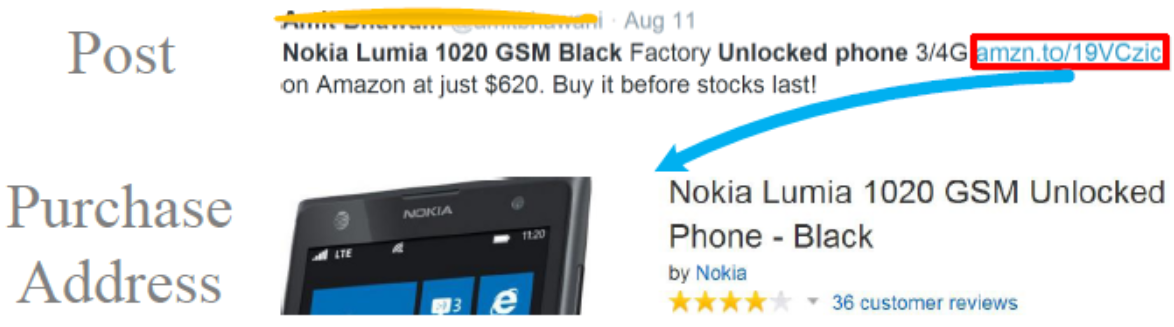 Post
· Aug 11
Nokia Lumia 1020 GSM Black Factory Unlocked phone 3/4G amzn.to/19VCzic
on Amazon at just $620. Buy it before stocks last!
Purchase
Address
NOKIA
LTE
11:20
3
Nokia Lumia 1020 GSM Unlocked
Phone - Black
by Nokia
36 customer reviews